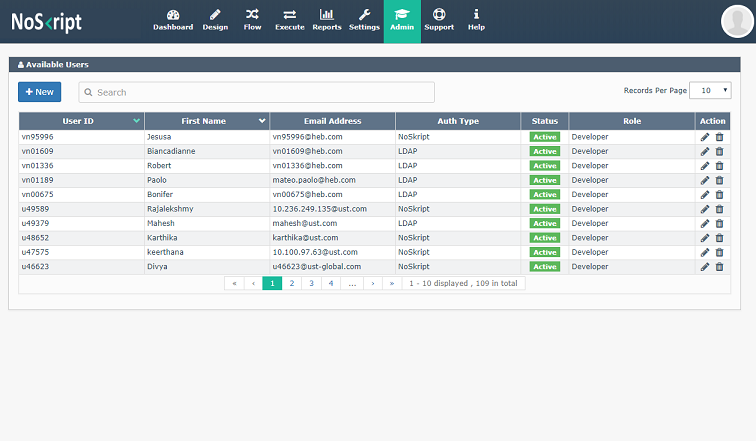 NoSkript
Dashboard Design Flow Execute Reports Settings Admin Support Help
Available Users
+ New Search Records Per Page 10
User ID First Name Email Address Auth Type Status Role Action
vn95996 Jesusa vn95996@heb.com NoSkript Active Developer
vn01609 Biancadianne vn01609@heb.com LDAP Active Developer
vn01336 Robert vn01336@heb.com LDAP Active Developer
vn01189 Paolo mateo.paolo@heb.com LDAP Active Developer
vn00675 Bonifer vn00675@heb.com LDAP Active Developer
u49589 Rajalekshmy 10.236.249.135@ust.com NoSkript Active Developer
u49379 Mahesh mahesh@ust.com LDAP Active Developer
u48652 Karthika karthika@ust.com NoSkript Active Developer
u47575 keerthana 10.100.97.63@ust.com NoSkript Active Developer
u46623 Divya u46623@ust-global.com NoSkript Active Developer
« ‹ 1 2 3 4 ... › » 1 - 10 displayed , 109 in total